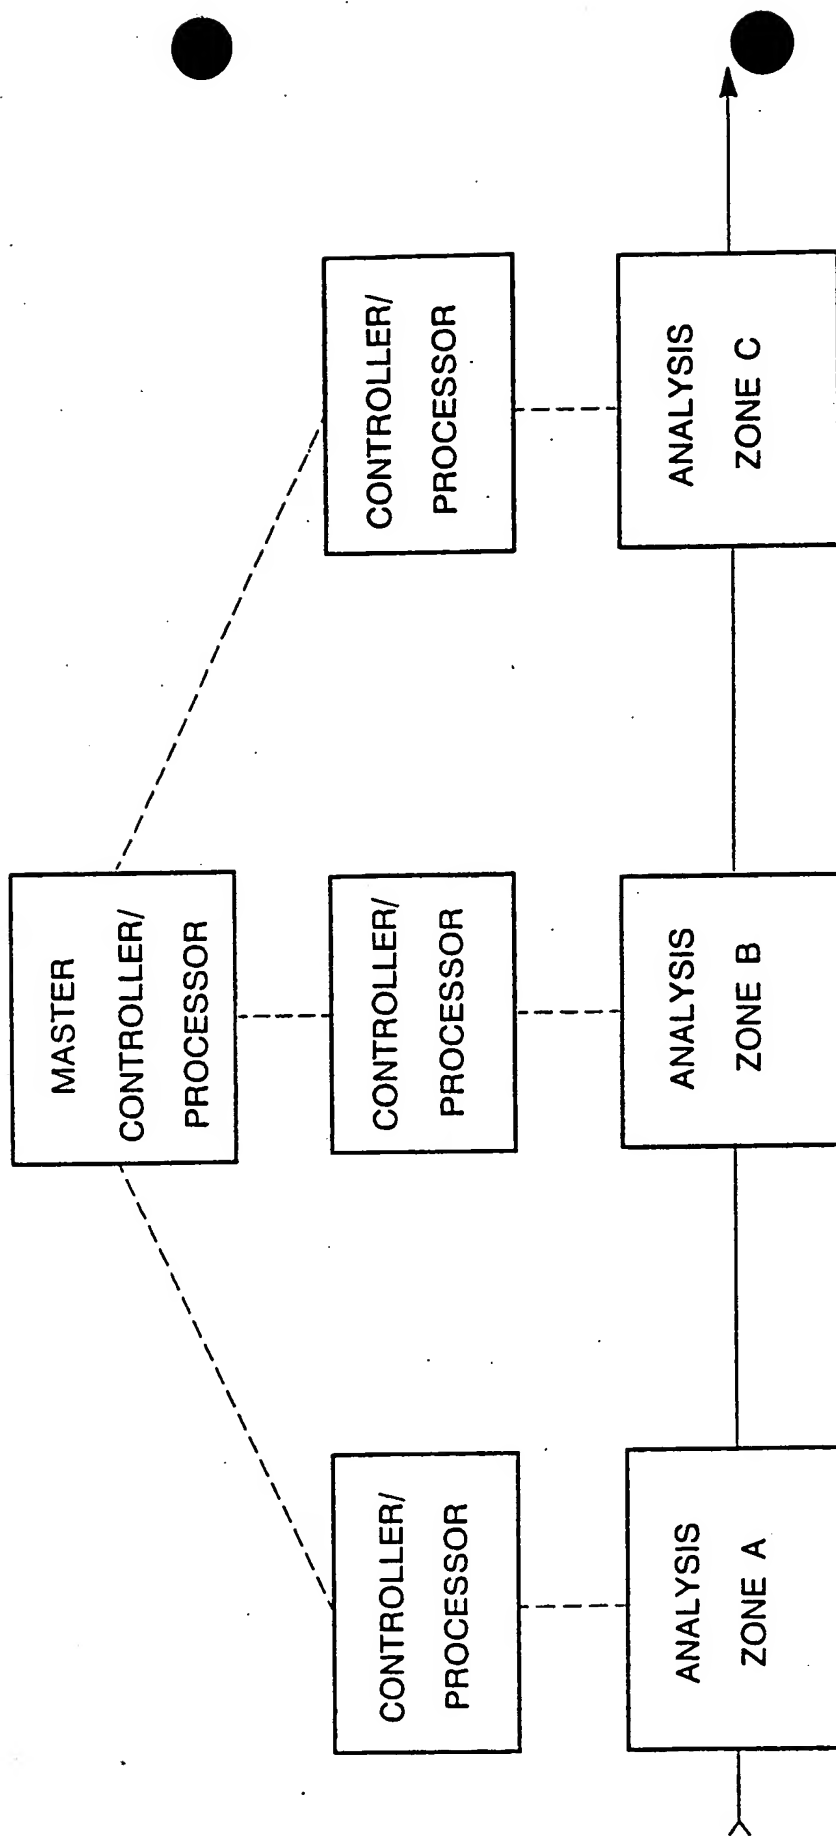 MASTER
CONTROLLER/
PROCESSOR
CONTROLLER/
PROCESSOR
CONTROLLER/
PROCESSOR
CONTROLLER/
PROCESSOR
ANALYSIS
ZONE A
ANALYSIS
ZONE B
ANALYSIS
ZONE C